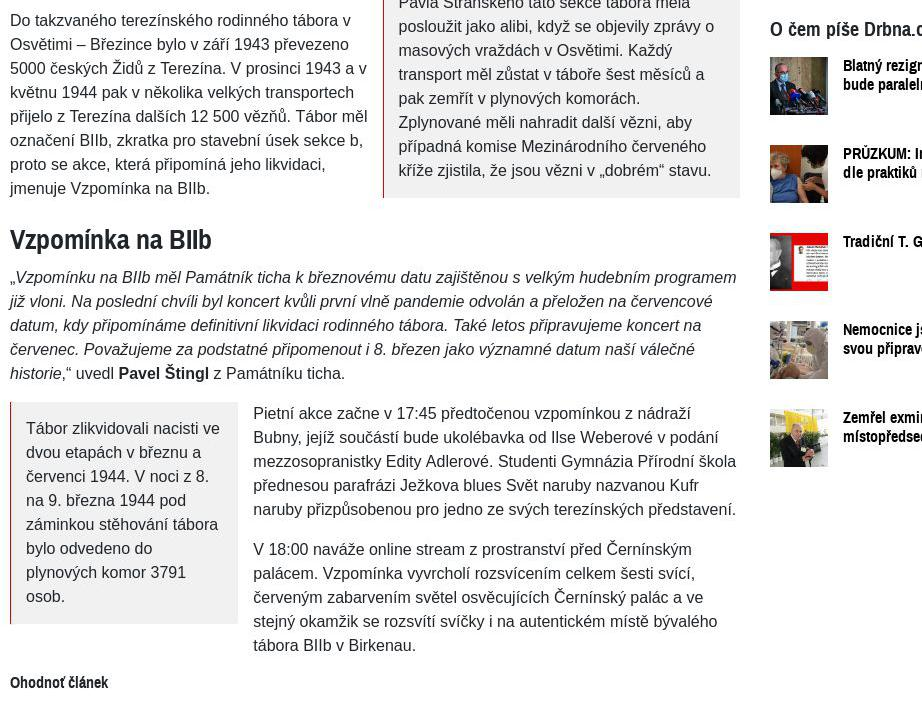 Do takzvaného terezínského rodinného tábora v
Osvětimi – Březince bylo v září 1943 převezeno
5000 českých Židů z Terezína. V prosinci 1943 a v
květnu 1944 pak v několika velkých transportech
přijelo z Terezína dalších 12 500 vězňů. Tábor měl
označení BIIb, zkratka pro stavební úsek sekce b,
proto se akce, která připomíná jeho likvidaci,
jmenuje Vzpomínka na BIIb.
Pavla Stránského tato sekce tábora měla
posloužit jako alibi, když se objevily zprávy o
masových vraždách v Osvětimi. Každý
transport měl zůstat v táboře šest měsíců a
pak zemřít v plynových komorách.
Zplynované měli nahradit další vězni, aby
případná komise Mezinárodního červeného
kříže zjistila, že jsou vězni v „dobrém“ stavu.
Vzpomínka na BIIb
„Vzpomínku na BIIb měl Památník ticha k březnovému datu zajištěnou s velkým hudebním programem
již vloni. Na poslední chvíli byl koncert kvůli první vlně pandemie odvolán a přeložen na červencové
datum, kdy připomínáme definitivní likvidaci rodinného tábora. Také letos připravujeme koncert na
červenec. Považujeme za podstatné připomenout i 8. březen jako významné datum naší válečné
historie,“ uvedl Pavel Štingl z Památníku ticha.
Tábor zlikvidovali nacisti ve
dvou etapách v březnu a
červenci 1944. V noci z 8.
na 9. března 1944 pod
záminkou stěhování tábora
bylo odvedeno do
plynových komor 3791
osob.
Pietní akce začne v 17:45 předtočenou vzpomínkou z nádraží
Bubny, jejíž součástí bude ukolébavka od Ilse Weberové v podání
mezzosopranistky Edity Adlerové. Studenti Gymnázia Přírodní škola
přednesou parafrázi Ježkova blues Svět naruby nazvanou Kufr
naruby přizpůsobenou pro jedno ze svých terezínských představení.
V 18:00 naváže online stream z prostranství před Černínským
palácem. Vzpomínka vyvrcholí rozsvícením celkem šesti svící,
červeným zabarvením světel osvěcujících Černínský palác a ve
stejný okamžik se rozsvítí svíčky i na autentickém místě bývalého
tábora BIIb v Birkenau.
Ohodnoť článek
O čem píše Drbna.c
Blatný rezig
bude paralel
PRŮZKUM:
dle praktiků
Tradiční T. G
Nemocnice
svou připrav
Zemřel exmi
místopředse